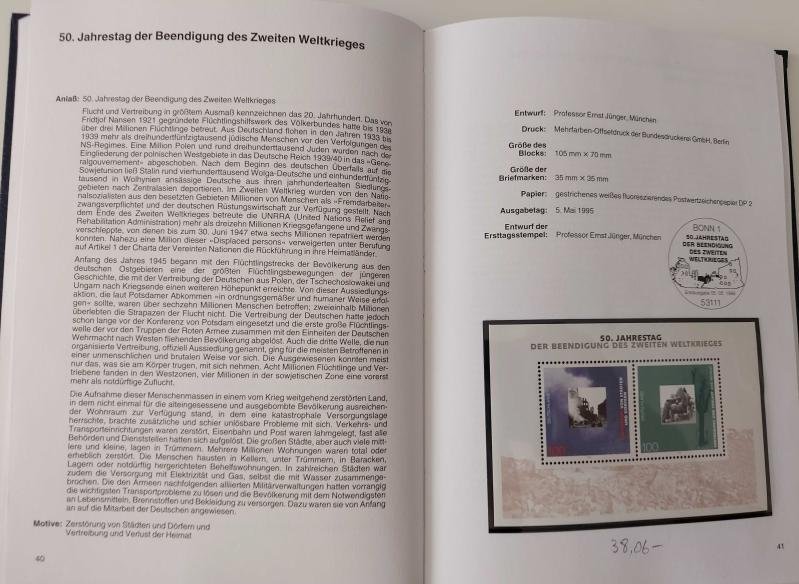 50. Jahrestag der Beendigung des Zweiten Weltkrieges
Anlaß: 50. Jahrestag der Beendigung des Zweiten Weltkrieges
Flucht und Vertreibung in größtem Ausmaß kennzeichnen das 20. Jahrhundert. Das von
Fridtjof Nansen 1921 gegründete Flüchtlingshilfswerk des Völkerbundes hatte bis 1938
über drei Millionen Flüchtlinge betreut. Aus Deutschland flohen in den Jahren 1933 bis
1939 mehr als dreihundertfünfzigtausend jüdische Menschen vor den Verfolgungen des
NS-Regimes. Eine Million Polen und rund dreihunderttausend Juden wurden nach der
Eingliederung der polnischen Westgebiete in das Deutsche Reich 1939/40 in das »Gene-
ralgouvernement« abgeschoben. Nach dem Beginn des deutschen Überfalls auf die
Sowjetunion ließ Stalin rund vierhunderttausend Wolga-Deutsche und einhundertfünfzig-
tausend in Wolhynien ansässige Deutsche aus ihren jahrhundertealten Siedlungs-
gebieten nach Zentralasien deportieren. Im Zweiten Weltkrieg wurden von den Natio-
nalsozialisten aus den besetzten Gebieten Millionen von Menschen als »Fremdarbeiter«
zwangsverpflichtet und der deutschen Rüstungswirtschaft zur Verfügung gestellt. Nach
dem Ende des Zweiten Weltkrieges betreute die UNRRA (United Nations Relief and
Rehabilitation Administration) mehr als dreizehn Millionen Kriegsgefangene und Zwangs-
verschleppte, von denen bis zum 30. Juni 1947 etwa sechs Millionen repatriiert werden
konnten. Nahezu eine Million dieser »Displaced persons« verweigerten unter Berufung
auf Artikel 1 der Charta der Vereinten Nationen die Rückführung in ihre Heimatländer.
Anfang des Jahres 1945 begann mit den Flüchtlingstrecks der Bevölkerung aus den
deutschen Ostgebieten eine der größten Flüchtlingsbewegungen der jüngeren
Geschichte, die mit der Vertreibung der Deutschen aus Polen, der Tschechoslowakei und
Ungarn nach Kriegsende einen weiteren Höhepunkt erreichte. Von dieser Aussiedlungs-
aktion, die laut Potsdamer Abkommen »in ordnungsgemäßer und humaner Weise erfol-
gen« sollte, waren über sechzehn Millionen Menschen betroffen; zweieinhalb Millionen
überlebten die Strapazen der Flucht nicht. Die Vertreibung der Deutschen hatte jedoch
schon lange vor der Konferenz von Potsdam eingesetzt und die erste große Flüchtlings-
welle der vor den Truppen der Roten Armee zusammen mit den Einheiten der Deutschen
Wehrmacht nach Westen fliehenden Bevölkerung abgelöst. Auch die dritte Welle, die nun
organisierte Vertreibung, offiziell Aussiedlung genannt, ging für die meisten Betroffenen in
einer unmenschlichen und brutalen Weise vor sich. Die Ausgewiesenen konnten meist
nur das, was sie am Körper trugen, mit sich nehmen. Acht Millionen Flüchtlinge und Ver-
triebene fanden in den Westzonen, vier Millionen in der sowjetischen Zone eine vorerst
mehr als notdürftige Zuflucht.
Die Aufnahme dieser Menschenmassen in einem vom Krieg weitgehend zerstörten Land,
in dem nicht einmal für die alteingesessene und ausgebombte Bevölkerung ausreichen-
der Wohnraum zur Verfügung stand, in dem eine katastrophale Versorgungslage
herrschte, brachte zusätzliche und schier unlösbare Probleme mit sich. Verkehrs- und
Transporteinrichtungen waren zerstört, Eisenbahn und Post waren lahmgelegt, fast alle
Behörden und Dienststellen hatten sich aufgelöst. Die großen Städte, aber auch viele mitt-
lere und kleine, lagen in Trümmern. Mehrere Millionen Wohnungen waren total oder
erheblich zerstört. Die Menschen hausten in Kellern, unter Trümmern, in Baracken,
Lagern oder notdürftig hergerichteten Behelfswohnungen. In zahlreichen Städten war
zudem die Versorgung mit Elektrizität und Gas, selbst die mit Wasser zusammenge-
brochen. Die den Armeen nachfolgenden alliierten Militärverwaltungen hatten vorrangig
die wichtigsten Transportprobleme zu lösen und die Bevölkerung mit dem Notwendigsten
an Lebensmitteln, Brennstoffen und Bekleidung zu versorgen. Dazu waren sie von Anfang
an auf die Mitarbeit der Deutschen angewiesen.
Motive: Zerstörung von Städten und Dörfern und
Vertreibung und Verlust der Heimat
40
Entwurf: Professor Ernst Jünger, München
Druck: Mehrfarben-Offsetdruck der Bundesdruckerei GmbH, Berlin
Größe des
Blocks: 105 mm × 70 mm
Größe der
Briefmarken: 35 mm × 35 mm
Papier: gestrichenes weißes fluoreszierendes Postwertzeichenpapier DP 2
Ausgabetag: 5. Mai 1995
Entwurf des
Ersttagsstempel: Professor Ernst Jünger, München
BONN 1
50. JAHRESTAG
DER BEENDIGUNG
DES ZWEITEN
WELTKRIEGES
53111
50. JAHRESTAG
DER BEENDIGUNG DES ZWEITEN WELTKRIEGES
100
100
38,06–
41